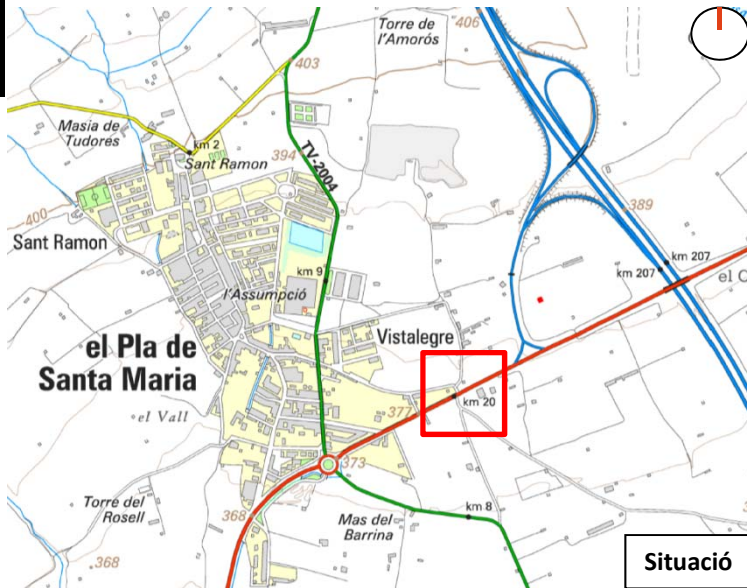 Torre de
l'Amorós
406
403
Masia de
Tudores
km 2
Sant Ramon
394
TV-2004
400
389
Sant Ramon
km 9
km 207
km 207
l'Assumpció
el Pla de
Santa Maria
Vistalegre
el Vall
377
km 20
373
Torre del
Rosell
368
Mas del
Barrina
km 8
368
Situació